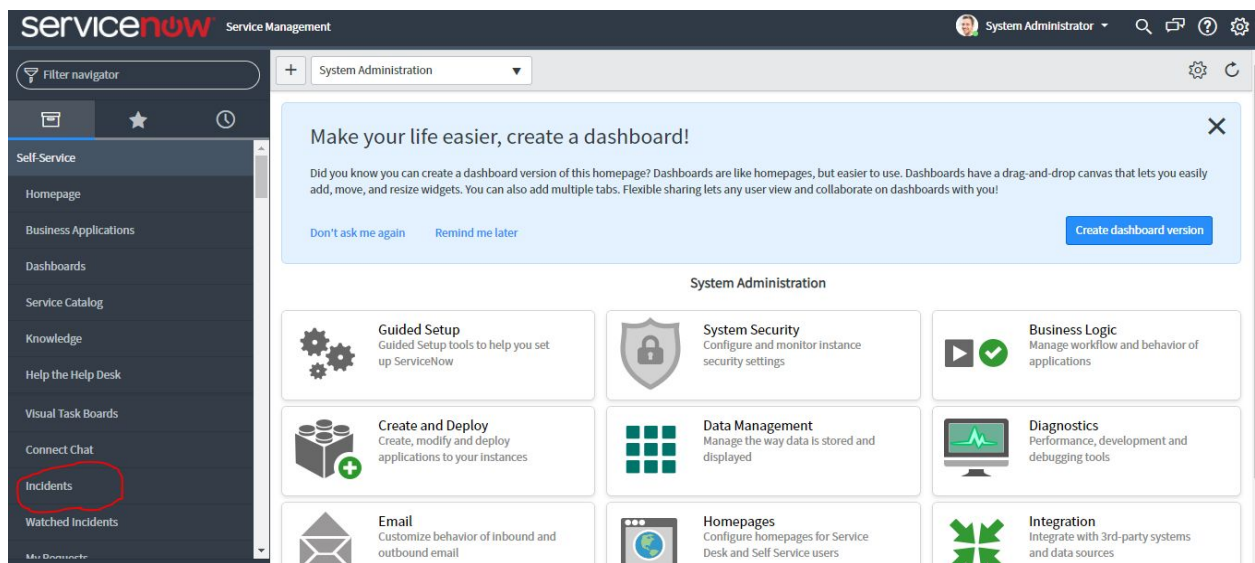 servicenow Service Management
System Administrator
Filter navigator
System Administration
Self-Service
Homepage
Business Applications
Dashboards
Service Catalog
Knowledge
Help the Help Desk
Visual Task Boards
Connect Chat
Incidents
Watched Incidents
My Requests
Make your life easier, create a dashboard!
Did you know you can create a dashboard version of this homepage? Dashboards are like homepages, but easier to use. Dashboards have a drag-and-drop canvas that lets you easily
add, move, and resize widgets. You can also add multiple tabs. Flexible sharing lets any user view and collaborate on dashboards with you!
Don't ask me again Remind me later
Create dashboard version
System Administration
Guided Setup
Guided Setup tools to help you set
up ServiceNow
System Security
Configure and monitor instance
security settings
Business Logic
Manage workflow and behavior of
applications
Create and Deploy
Create, modify and deploy
applications to your instances
Data Management
Manage the way data is stored and
displayed
Diagnostics
Performance, development and
debugging tools
Email
Customize behavior of inbound and
outbound email
Homepages
Configure homepages for Service
Desk and Self Service users
Integration
Integrate with 3rd-party systems
and data sources